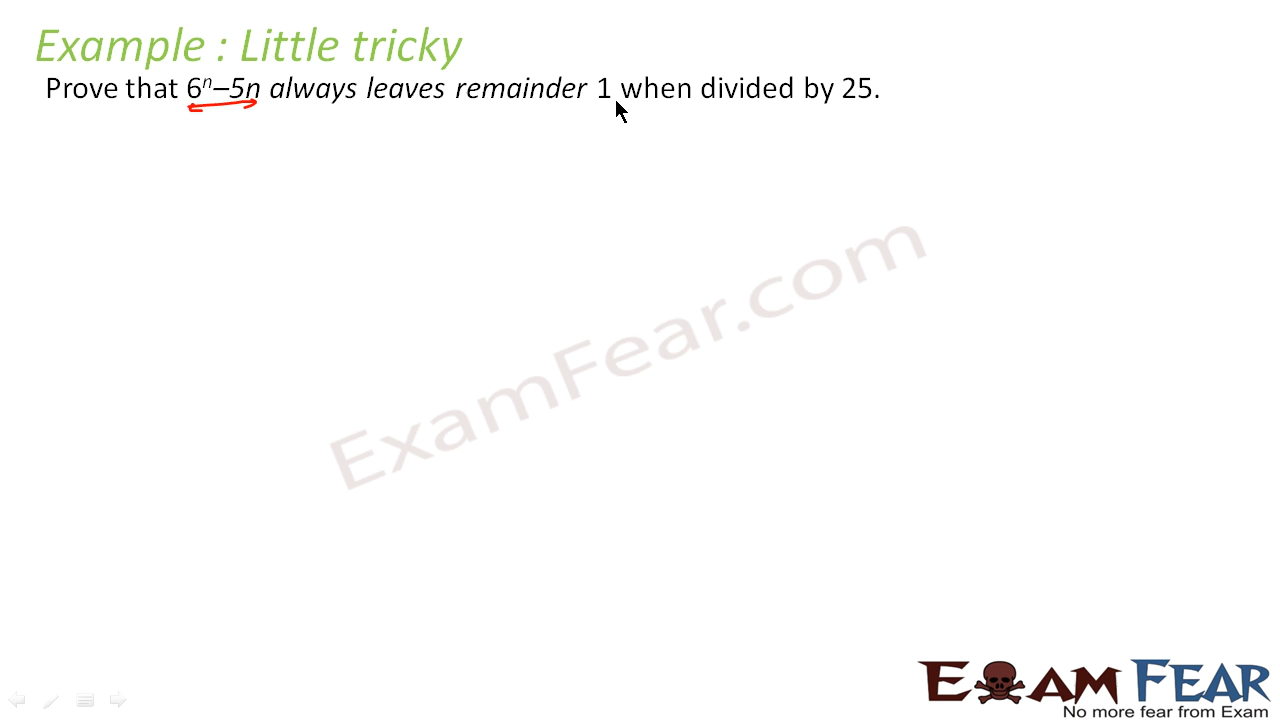 Example : Little tricky
Prove that 6ⁿ–5n always leaves remainder 1 when divided by 25.
ExamFear.com
EXAM FEAR
No more fear from Exam